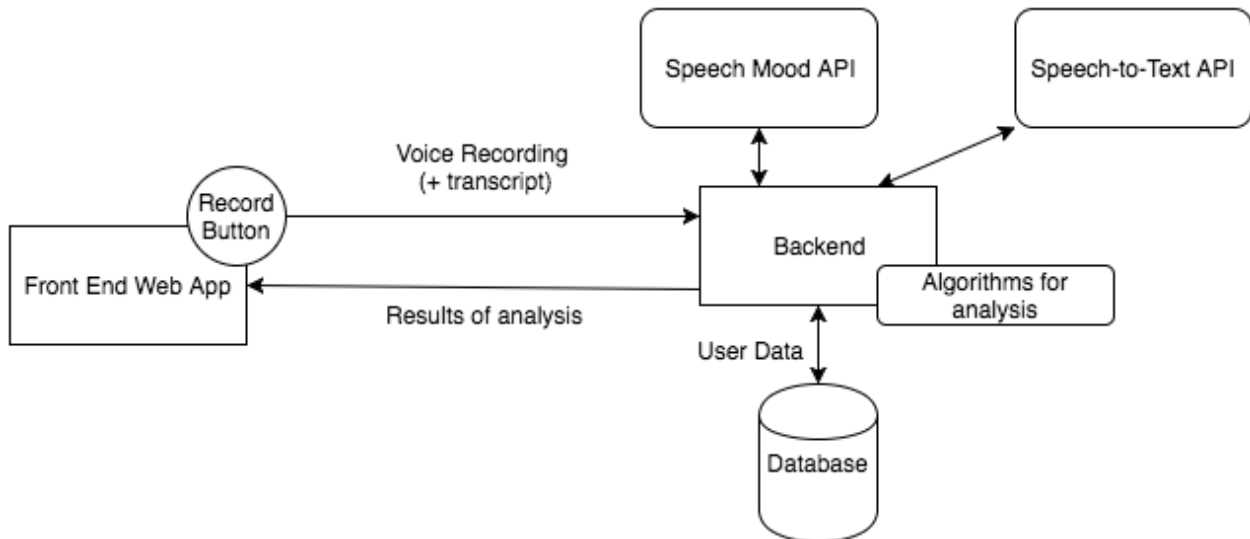 Speech Mood API
Speech-to-Text API
Voice Recording
(+ transcript)
Record
Button
Front End Web App
Backend
Algorithms for
analysis
Results of analysis
User Data
Database